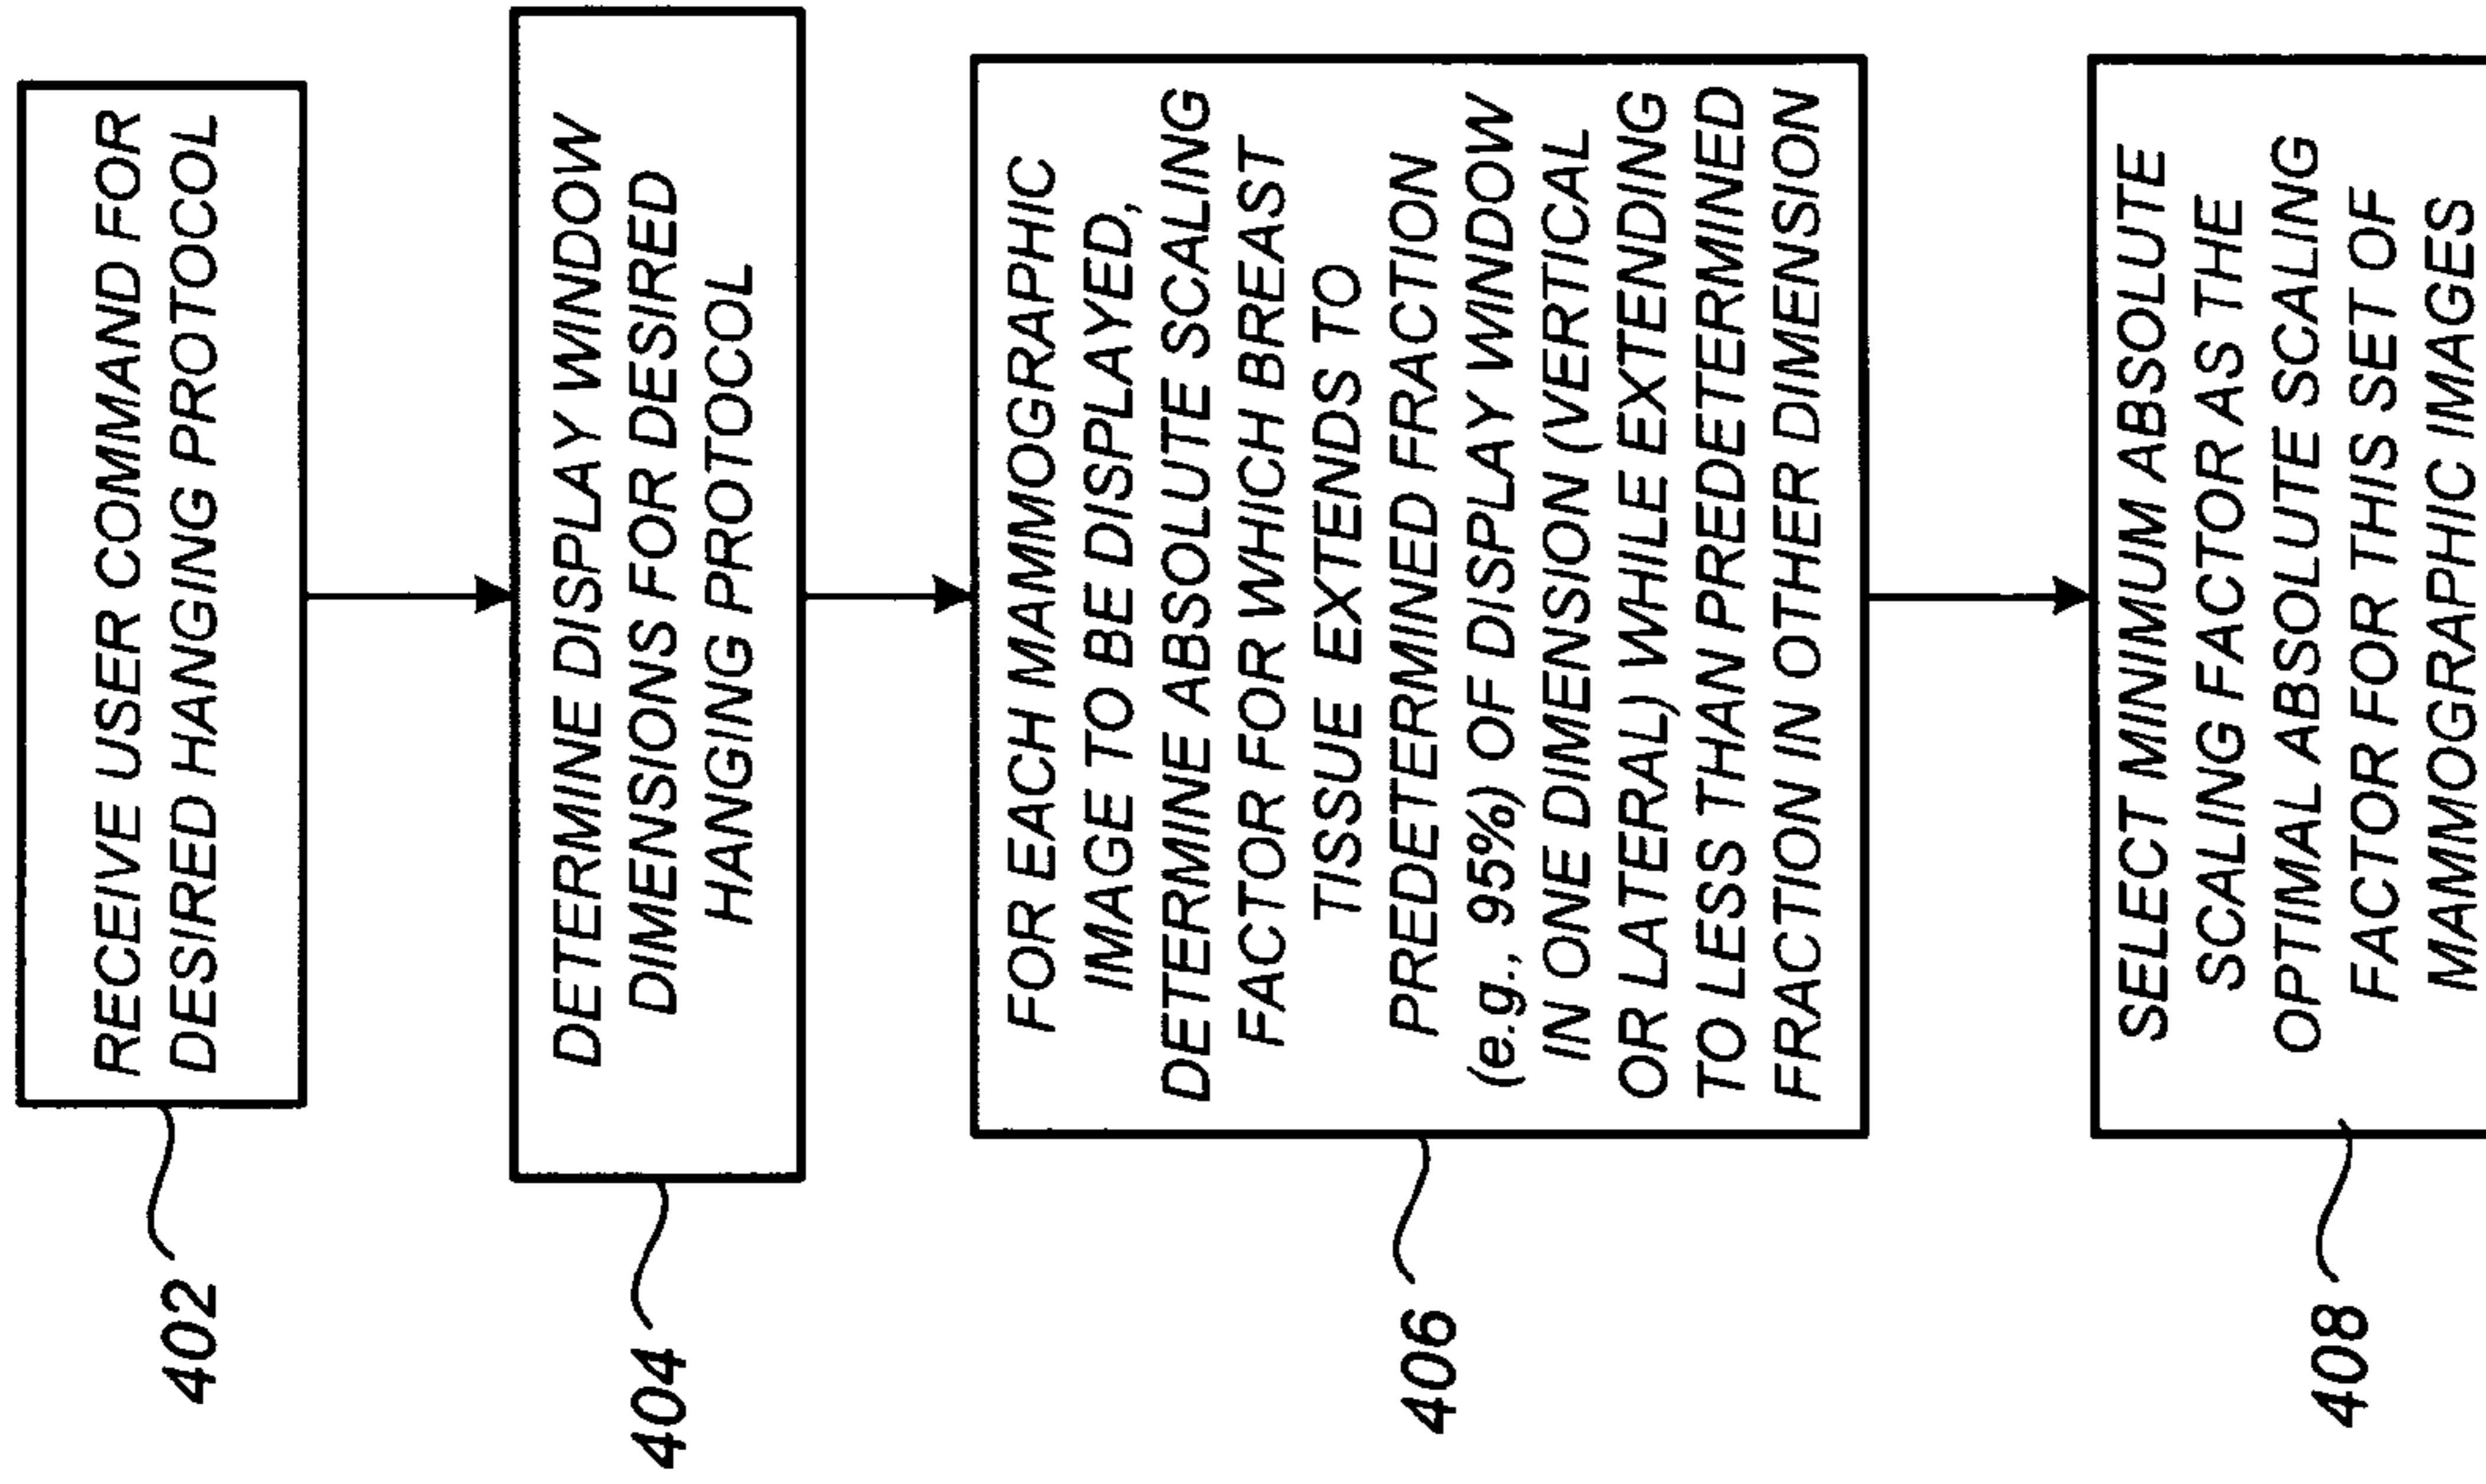 RECEIVE USER COMMAND FOR
DESIRED HANGING PROTOCOL
402
DETERMINE DISPLAY WINDOW
DIMENSIONS FOR DESIRED
HANGING PROTOCOL
404
FOR EACH MAMMOGRAPHIC
IMAGE TO BE DISPLAYED,
DETERMINE ABSOLUTE SCALING
FACTOR FOR WHICH BREAST
TISSUE EXTENDS TO
PREDETERMINED FRACTION
(e.g., 95%) OF DISPLAY WINDOW
IN ONE DIMENSION (VERTICAL
OR LATERAL) WHILE EXTENDING
TO LESS THAN PREDETERMINED
FRACTION IN OTHER DIMENSION
406
SELECT MINIMUM ABSOLUTE
SCALING FACTOR AS THE
OPTIMAL ABSOLUTE SCALING
FACTOR FOR THIS SET OF
MAMMOGRAPHIC IMAGES
408